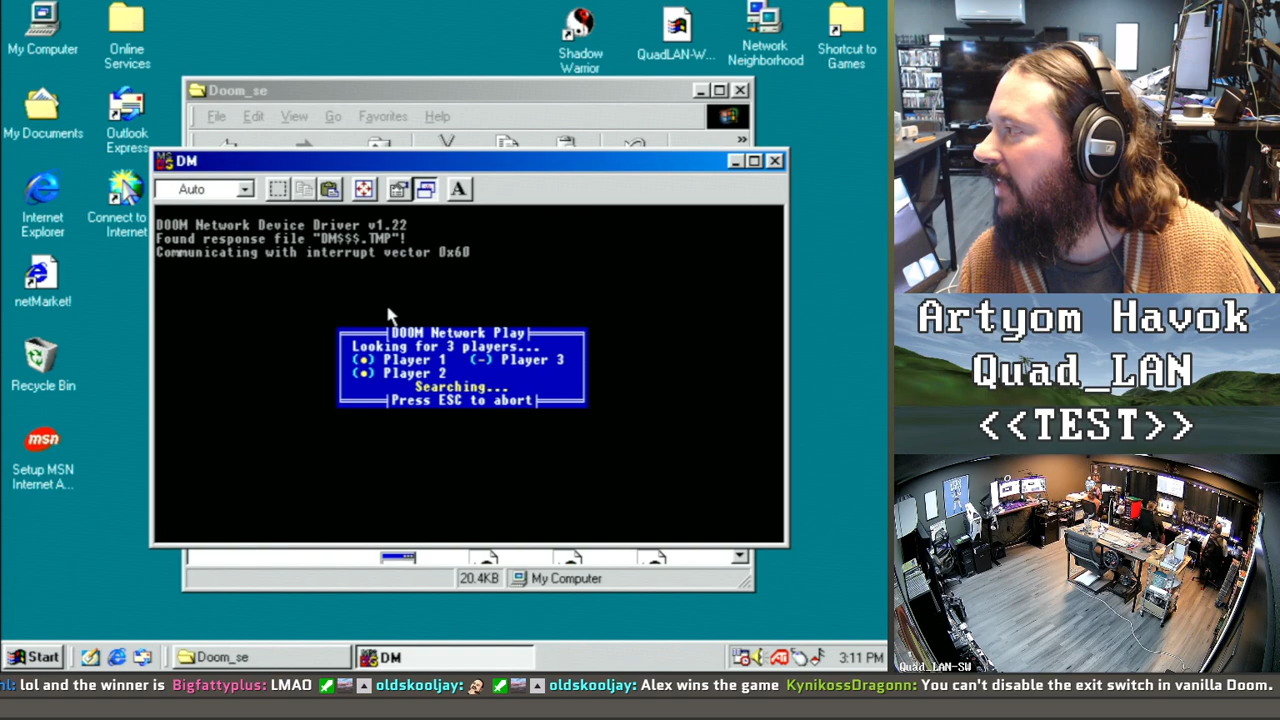 My Computer
Online Services
Shadow Warrior
QuadLAN-W...
Network Neighborhood
Shortcut to Games
My Documents
Outlook Express
Internet Explorer
Connect to Internet
netMarket!
Recycle Bin
msn
Setup MSN Internet A...
Doom_se
File Edit View Go Favorites Help
»
DM
Auto
A
DOOM Network Device Driver v1.22
Found response file "DM$$$.TMP"!
Communicating with interrupt vector 0x60
DOOM Network Play
Looking for 3 players...
(•) Player 1 (-) Player 3
(•) Player 2
Searching...
Press ESC to abort
20.4KB My Computer
Start Doom_se DM 3:11 PM
Artyom Havok
Quad_LAN
<<TEST>>
Quad_LAN-SW
: lol and the winner is Bigfattyplus: LMAO oldskooljay: oldskooljay: Alex wins the game KynikossDragonn: You can't disable the exit switch in vanilla Doom.